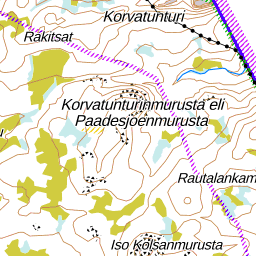 Korvatunturi
Räkitsat
Korvatunturinmurusta eli
Paadesjoenmurusta
Rautalankam
Iso Kolsanmurusta